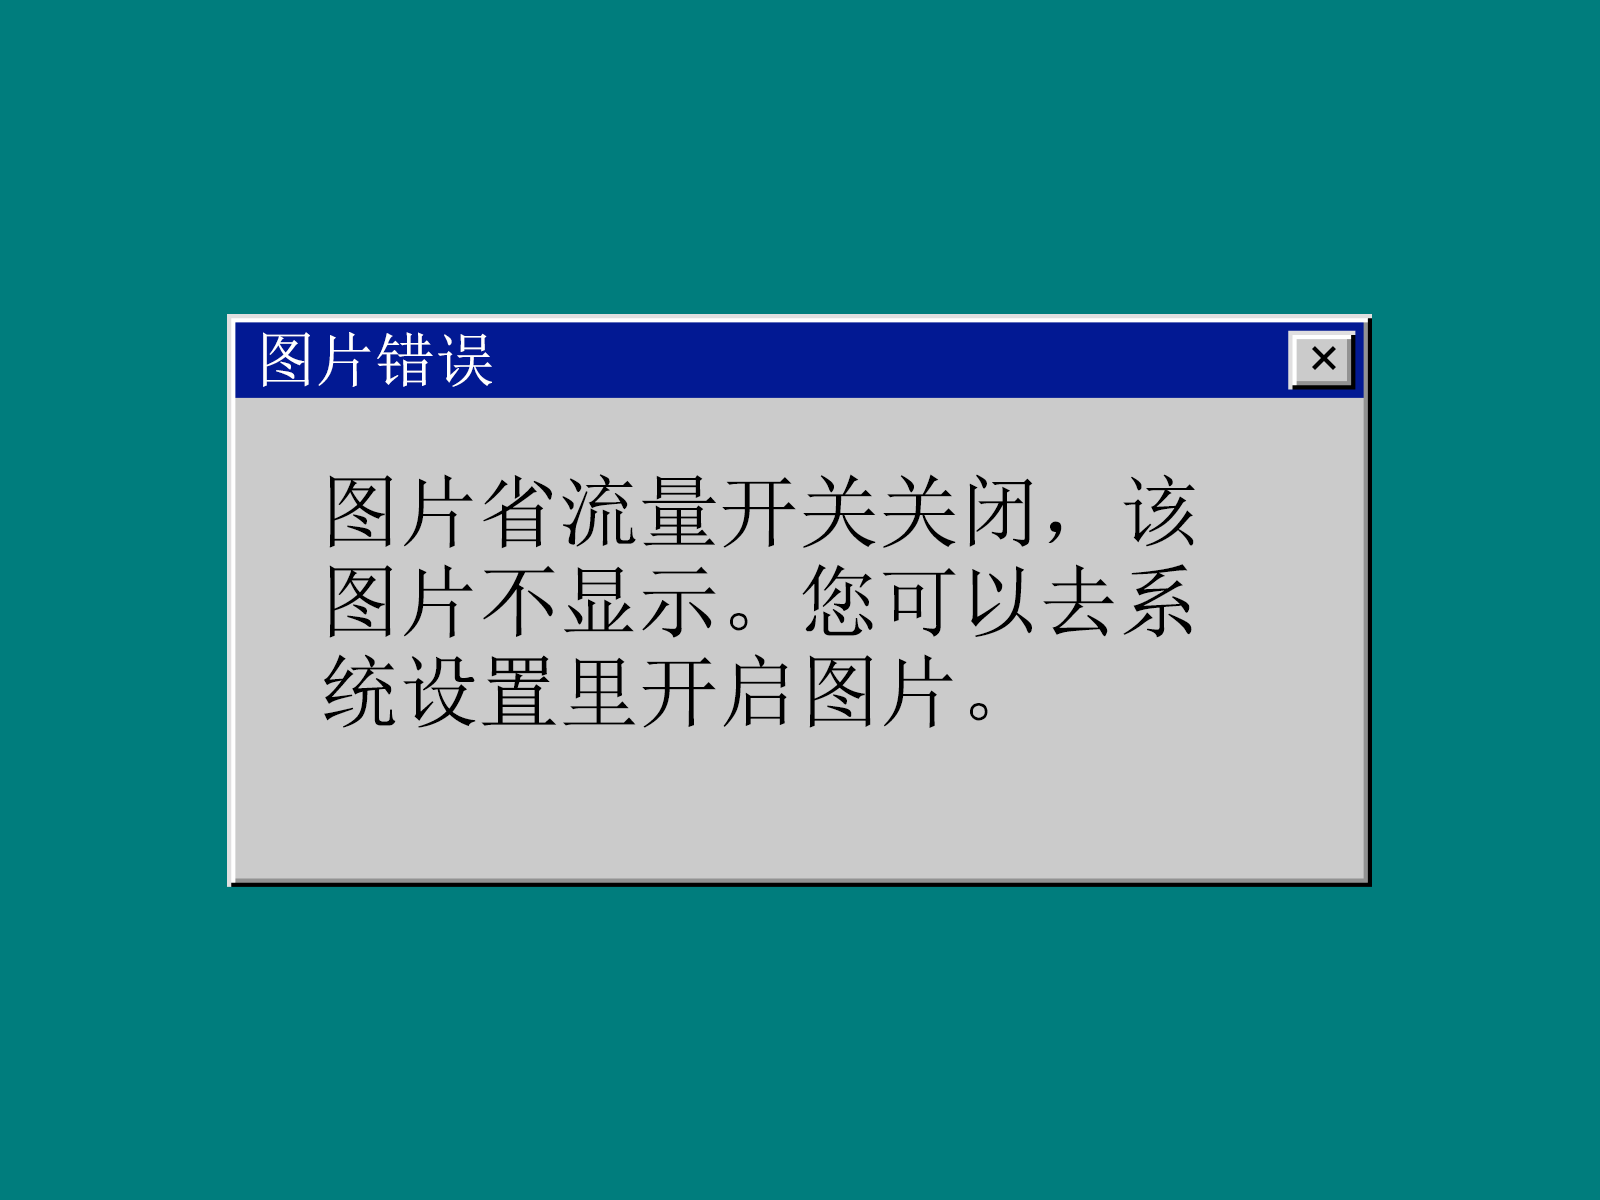 图片错误
图片省流量开关关闭，该
图片不显示。您可以去系
统设置里开启图片。